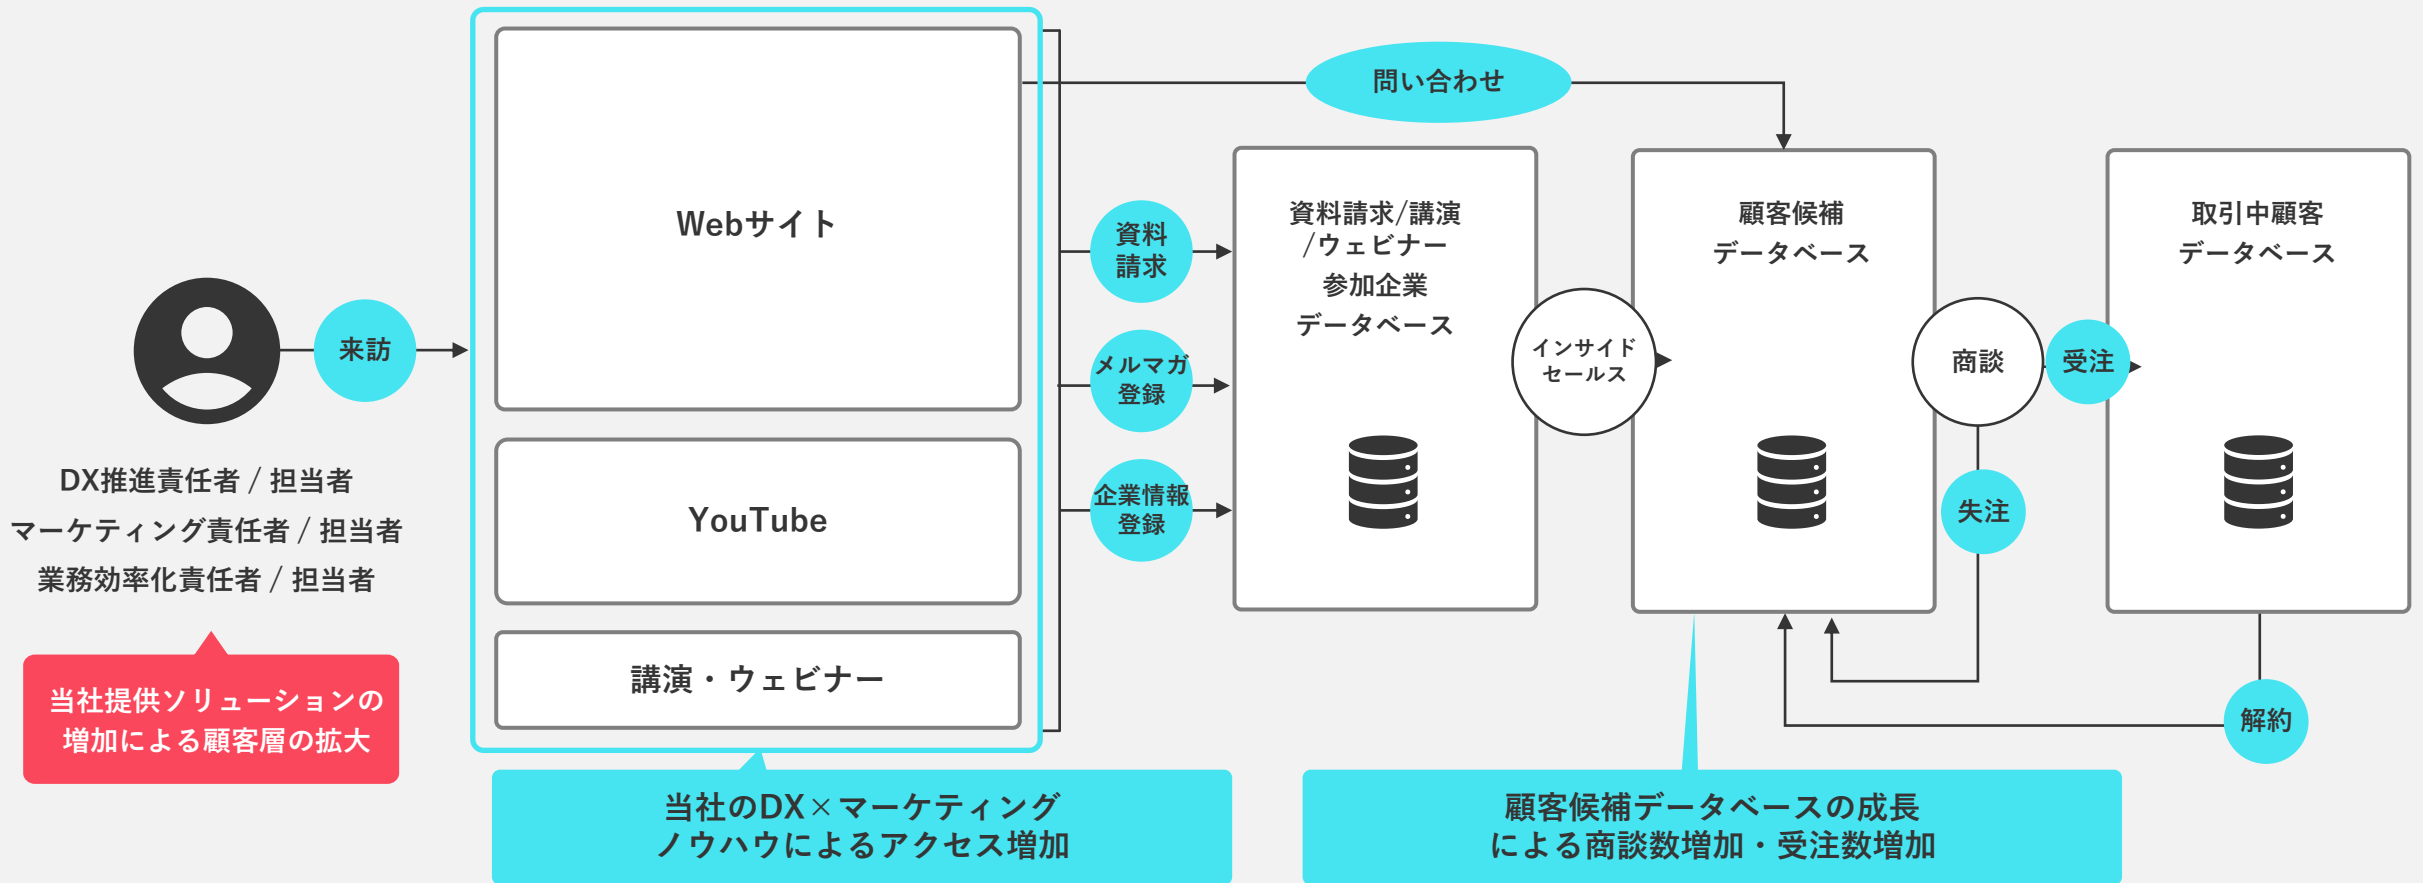 問い合わせ
Webサイト
YouTube
講演・ウェビナー
来訪
DX推進責任者 / 担当者
マーケティング責任者 / 担当者
業務効率化責任者 / 担当者
当社提供ソリューションの
増加による顧客層の拡大
資料
請求
メルマガ
登録
企業情報
登録
資料請求/講演
/ウェビナー
参加企業
データベース
インサイド
セールス
顧客候補
データベース
商談
受注
失注
取引中顧客
データベース
解約
当社のDX×マーケティング
ノウハウによるアクセス増加
顧客候補データベースの成長
による商談数増加・受注数増加